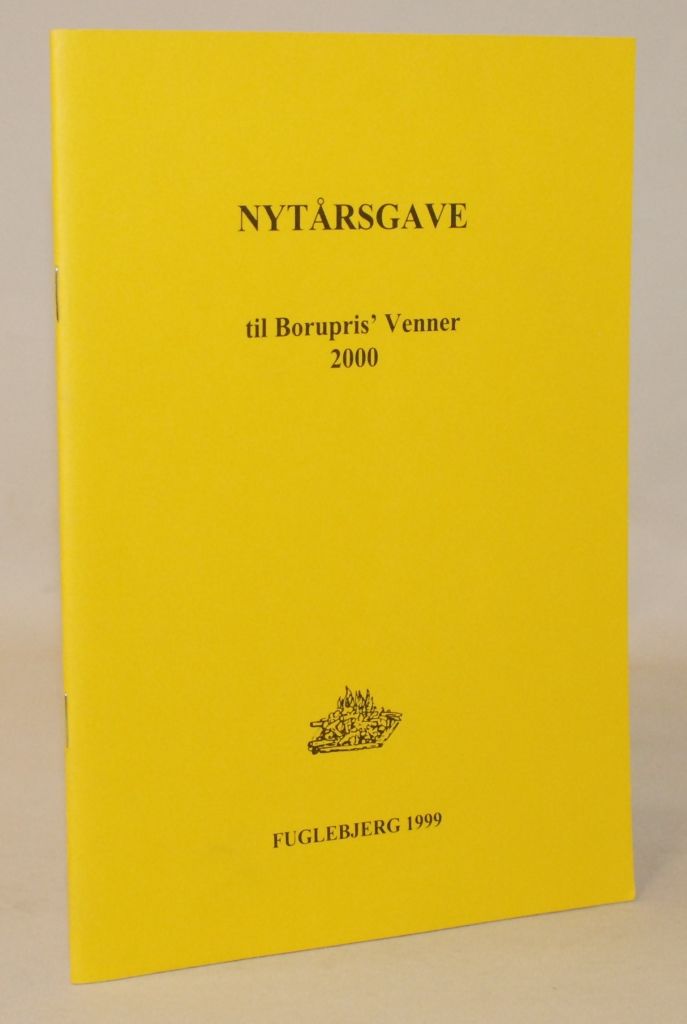 NYTÅRSGAVE
til Borupris’ Venner
2000
FUGLEBJERG 1999